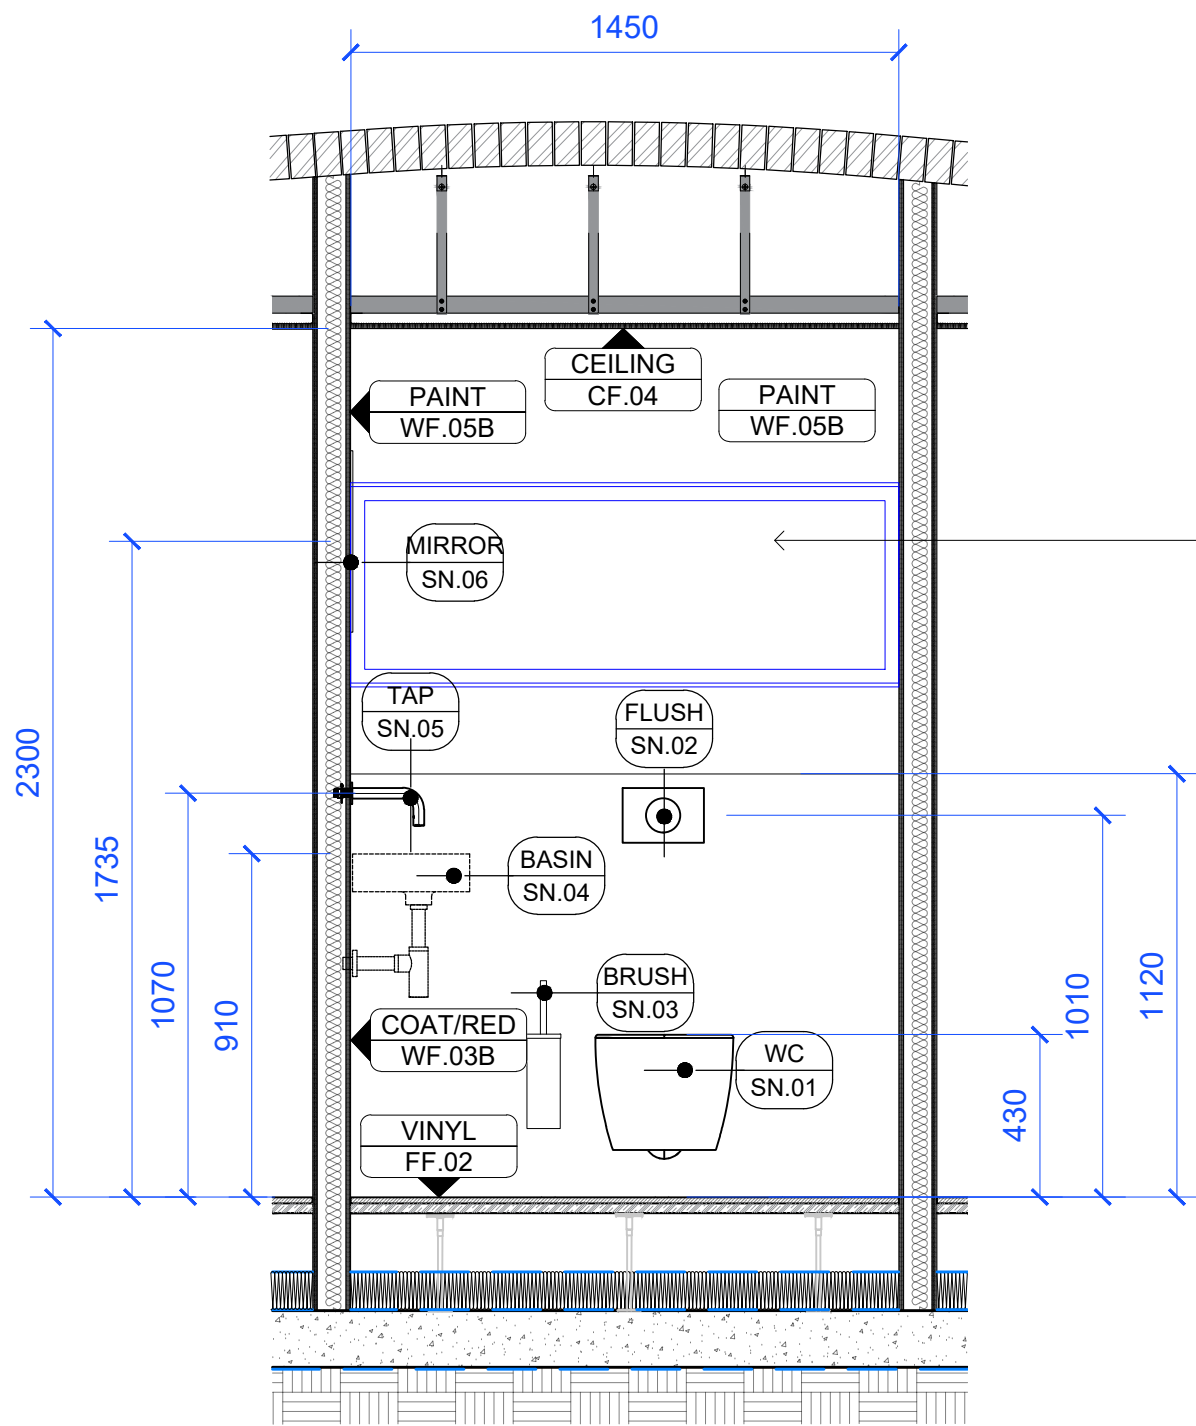 1450
CEILING
CF.04
PAINT
WF.05B
PAINT
WF.05B
MIRROR
SN.06
TAP
SN.05
FLUSH
SN.02
2300
1735
1070
910
BASIN
SN.04
BRUSH
SN.03
COAT/RED
WF.03B
WC
SN.01
VINYL
FF.02
430
1010
1120